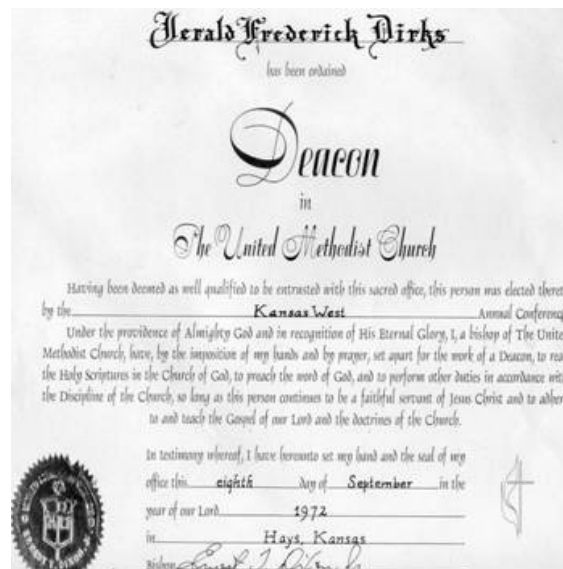 Jerald Frederick Dirks
has been ordained
Deacon
in
The United Methodist Church
Having been deemed as well qualified to be entrusted with this sacred office, this person was elected theret
by the Kansas West Annual Conferenc
Under the providence of Almighty God and in recognition of His Eternal Glory, I, a bishop of The Unite
Methodist Church, have, by the imposition of my hands and by prayer, set apart for the work of a Deacon, to rea
the Holy Scriptures in the Church of God, to preach the word of God, and to perform other duties in accordance wit
the Discipline of the Church, so long as this person continues to be a faithful servant of Jesus Christ and to adher
to and teach the Gospel of our Lord and the doctrines of the Church.
In testimony whereof, I have hereunto set my hand and the seal of my
office this eighth day of September in the
year of our Lord 1972
in Hays, Kansas
Bishop Ernest T.